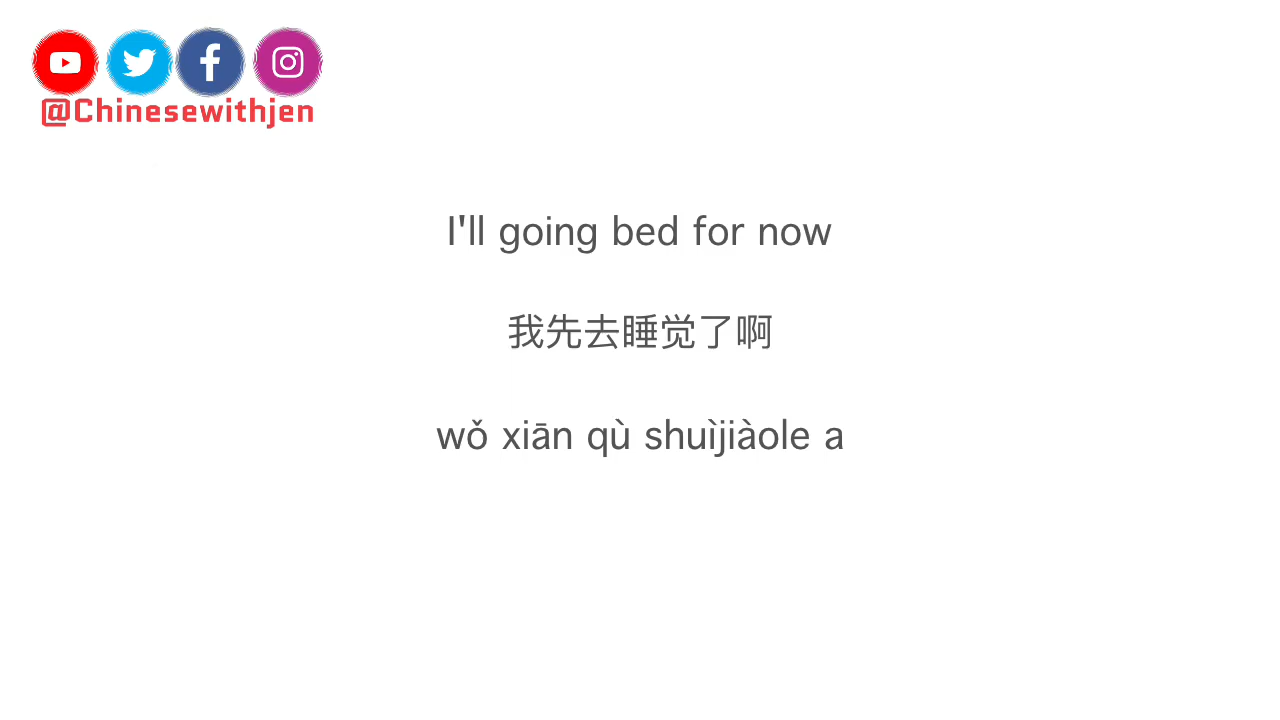 @Chinesewithjen
I'll going bed for now
我先去睡觉了啊
wǒ xiān qù shuìjiàole a